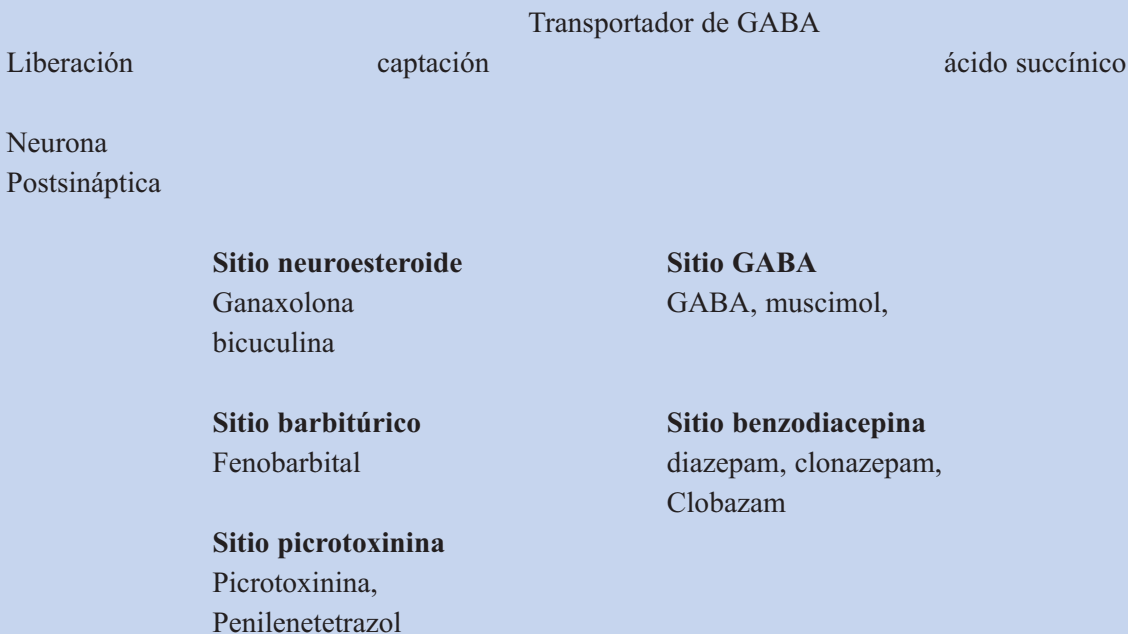 Transportador de GABA
Liberación captación ácido succínico
Neurona
Postsináptica
Sitio neuroesteroide Sitio GABA
Ganaxolona GABA, muscimol,
bicuculina
Sitio barbitúrico Sitio benzodiacepina
Fenobarbital diazepam, clonazepam,
Clobazam
Sitio picrotoxinina
Picrotoxinina,
Penilenetetrazol